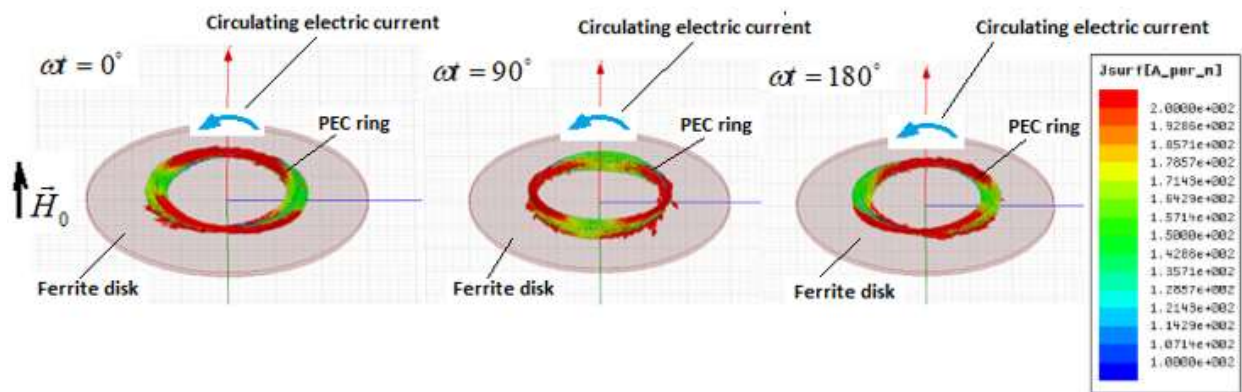 Circulating electric current
Circulating electric current
Circulating electric current
ωt = 0°
ωt = 90°
ωt = 180°
PEC ring
PEC ring
PEC ring
H⃗₀
Ferrite disk
Ferrite disk
Ferrite disk
Jsurf[A_per_m]
2.0000e+002
1.9286e+002
1.8571e+002
1.7857e+002
1.7143e+002
1.6429e+002
1.5714e+002
1.5000e+002
1.4286e+002
1.3571e+002
1.2857e+002
1.2143e+002
1.1429e+002
1.0714e+002
1.0000e+002